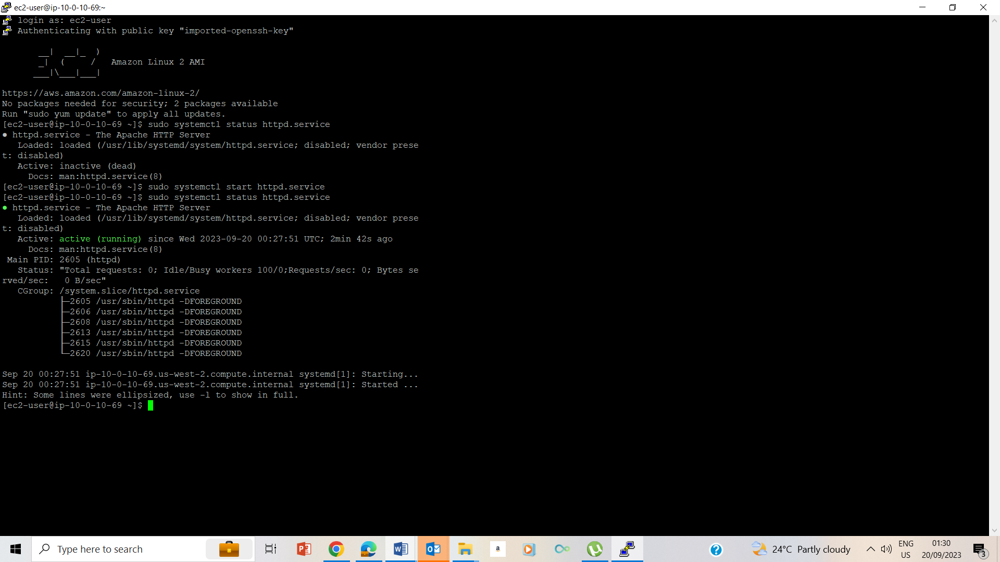 ec2-user@ip-10-0-10-69:~
login as: ec2-user
Authenticating with public key "imported-openssh-key"
       __|  __|_  )
       _|  (     /   Amazon Linux 2 AMI
      ___|\___|___|
https://aws.amazon.com/amazon-linux-2/
No packages needed for security; 2 packages available
Run "sudo yum update" to apply all updates.
[ec2-user@ip-10-0-10-69 ~]$ sudo systemctl status httpd.service
● httpd.service - The Apache HTTP Server
   Loaded: loaded (/usr/lib/systemd/system/httpd.service; disabled; vendor prese
t: disabled)
   Active: inactive (dead)
     Docs: man:httpd.service(8)
[ec2-user@ip-10-0-10-69 ~]$ sudo systemctl start httpd.service
[ec2-user@ip-10-0-10-69 ~]$ sudo systemctl status httpd.service
● httpd.service - The Apache HTTP Server
   Loaded: loaded (/usr/lib/systemd/system/httpd.service; disabled; vendor prese
t: disabled)
   Active: active (running) since Wed 2023-09-20 00:27:51 UTC; 2min 42s ago
     Docs: man:httpd.service(8)
 Main PID: 2605 (httpd)
   Status: "Total requests: 0; Idle/Busy workers 100/0;Requests/sec: 0; Bytes se
rved/sec:   0 B/sec"
   CGroup: /system.slice/httpd.service
           ├─2605 /usr/sbin/httpd -DFOREGROUND
           ├─2606 /usr/sbin/httpd -DFOREGROUND
           ├─2608 /usr/sbin/httpd -DFOREGROUND
           ├─2613 /usr/sbin/httpd -DFOREGROUND
           ├─2615 /usr/sbin/httpd -DFOREGROUND
           └─2620 /usr/sbin/httpd -DFOREGROUND
Sep 20 00:27:51 ip-10-0-10-69.us-west-2.compute.internal systemd[1]: Starting...
Sep 20 00:27:51 ip-10-0-10-69.us-west-2.compute.internal systemd[1]: Started ...
Hint: Some lines were ellipsized, use -l to show in full.
[ec2-user@ip-10-0-10-69 ~]$
Type here to search
24°C Partly cloudy
ENG
US
01:30
20/09/2023
3